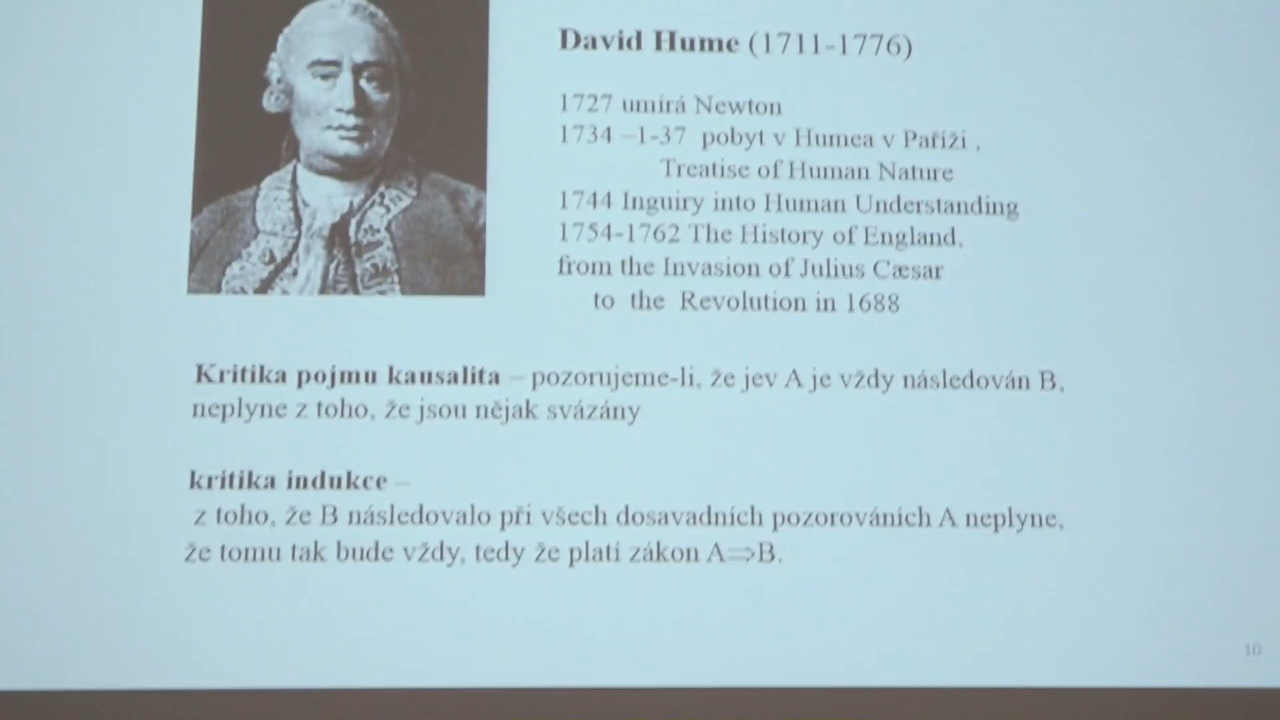 David Hume (1711-1776)
1727 umírá Newton
1734 –1-37 pobyt v Humea v Paříži ,
Treatise of Human Nature
1744 Inguiry into Human Understanding
1754-1762 The History of England,
from the Invasion of Julius Cæsar
to the Revolution in 1688
Kritika pojmu kausalita – pozorujeme-li, že jev A je vždy následován B,
neplyne z toho, že jsou nějak svázány
kritika indukce –
z toho, že B následovalo při všech dosavadních pozorováních A neplyne,
že tomu tak bude vždy, tedy že platí zákon A⇒B.
10